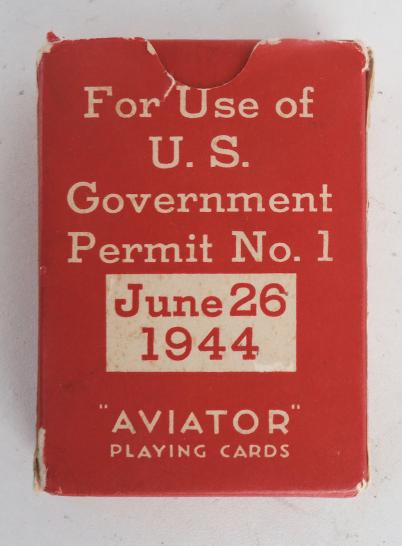 For Use of
U. S.
Government
Permit No. 1
June 26
1944
"AVIATOR"
PLAYING CARDS